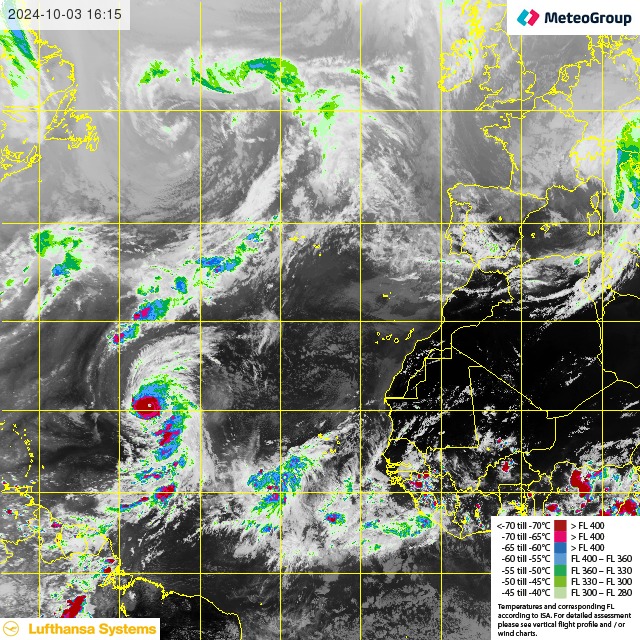 2024-10-03 16:15
MeteoGroup
<-70 till -70°C > FL 400
-70 till -65°C > FL 400
-65 till -60°C > FL 400
-60 till -55°C FL 400 – FL 360
-55 till -50°C FL 360 – FL 330
-50 till -45°C FL 330 – FL 300
-45 till -40°C FL 300 – FL 280
Temperatures and corresponding FL
according to ISA. For detailed assessment
please see vertical flight profile and / or
wind charts.
Lufthansa Systems